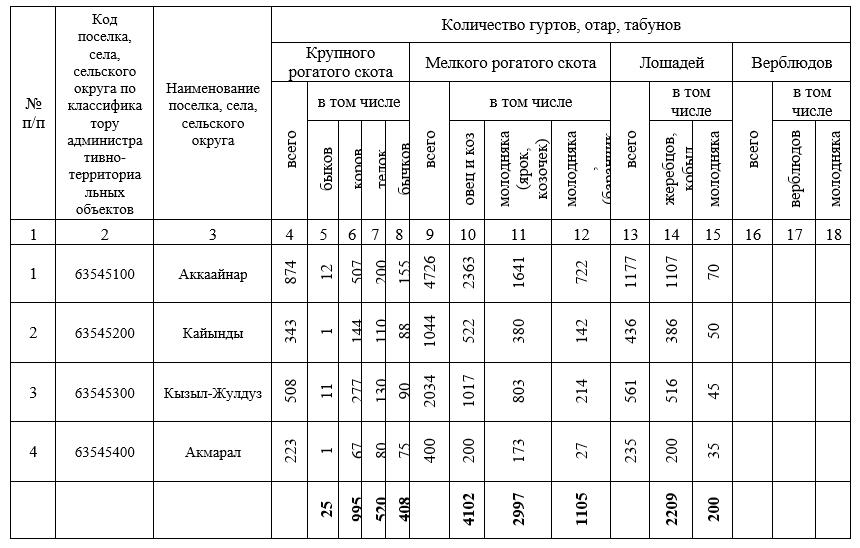 № п/п
Код поселка, села, сельского округа по классифика тору администра тивно-территориа льных объектов
Наименование поселка, села, сельского округа
Количество гуртов, отар, табунов
Крупного рогатого скота
Мелкого рогатого скота
Лошадей
Верблюдов
всего
в том числе
быков
коров
телок
бычков
всего
в том числе
овец и коз
молодняка (ярок, козочек)
молодняка , (баранчик
всего
в том числе
жеребцов, кобыл
молодняка
всего
в том числе
верблюдов
молодняка
1 2 3 4 5 6 7 8 9 10 11 12 13 14 15 16 17 18
1 63545100 Аккаайнар 874 12 507 200 155 4726 2363 1641 722 1177 1107 70
2 63545200 Кайынды 343 1 144 110 88 1044 522 380 142 436 386 50
3 63545300 Кызыл-Жулдуз 508 11 277 130 90 2034 1017 803 214 561 516 45
4 63545400 Акмарал 223 1 67 80 75 400 200 173 27 235 200 35
25 995 520 408 4102 2997 1105 2209 200